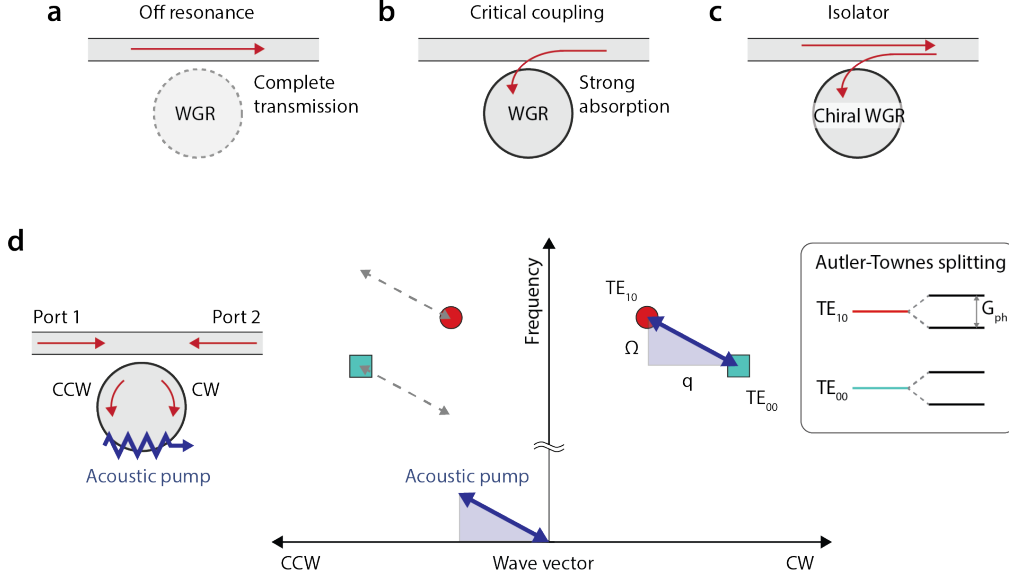 a
Off resonance
Complete
transmission
WGR
b
Critical coupling
Strong
absorption
WGR
c
Isolator
Chiral WGR
d
Port 1
Port 2
CCW
CW
Acoustic pump
Frequency
TE10
Ω
q
TE00
Acoustic pump
CCW
Wave vector
CW
Autler-Townes splitting
TE10
Gph
TE00